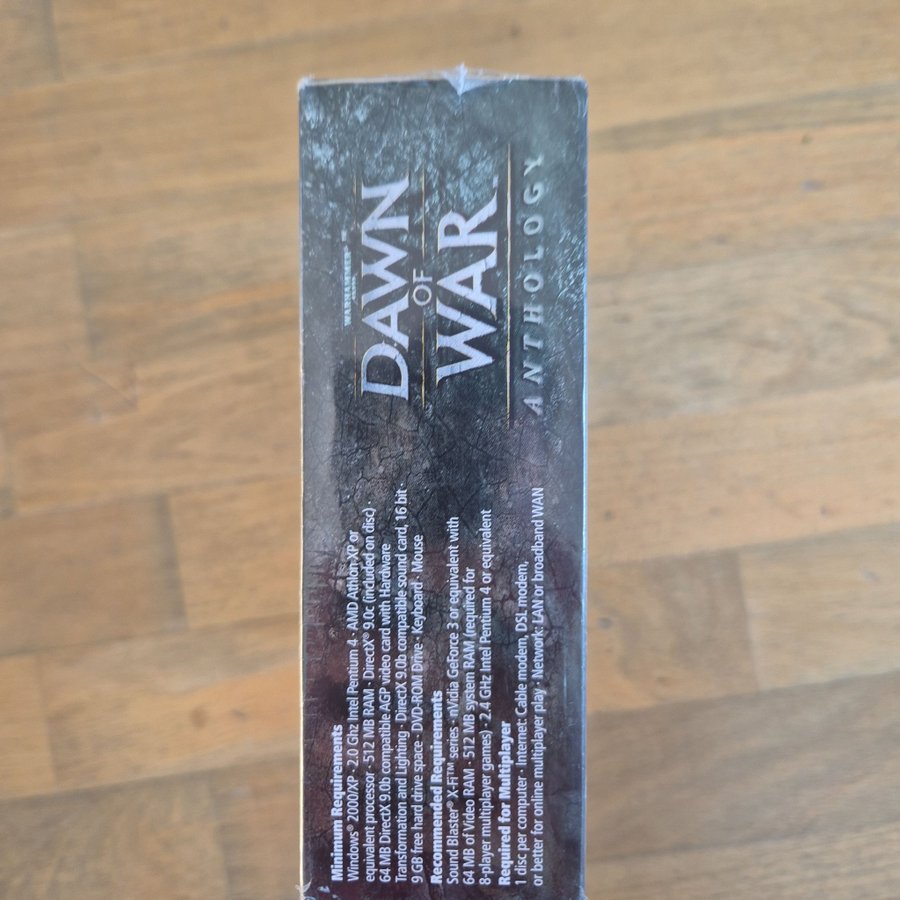 Minimum Requirements
Windows® 2000/XP · 2.0 Ghz Intel Pentium 4 · AMD Athlon XP or
equivalent processor · 512 MB RAM · DirectX® 9.0c (included on disc) ·
64 MB DirectX 9.0b compatible AGP video card with Hardware
Transformation and Lighting · DirectX 9.0b compatible sound card, 16 bit ·
9 GB free hard drive space · DVD-ROM Drive · Keyboard · Mouse
Recommended Requirements
Sound Blaster® X-Fi™ series · nVidia GeForce 3 or equivalent with
64 MB of Video RAM · 512 MB system RAM (required for
8-player multiplayer games) · 2.4 GHz Intel Pentium 4 or equivalent
Required for Multiplayer
1 disc per computer · Internet: Cable modem, DSL modem,
or better for online multiplayer play · Network: LAN or broadband WAN
WARHAMMER
DAWN
OF
WAR
ANTHOLOGY